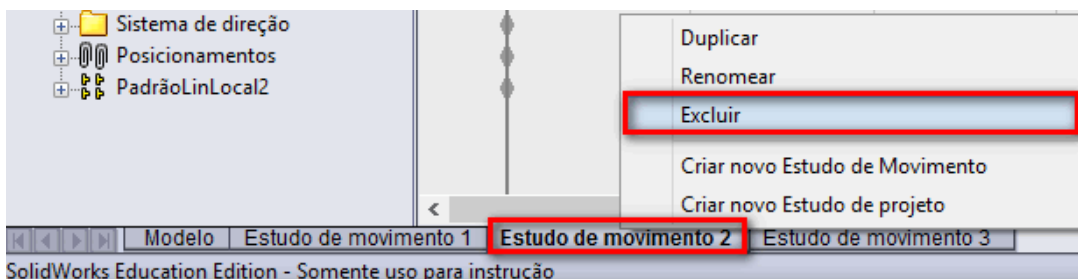 Sistema de direção
Posicionamentos
PadrãoLinLocal2
Duplicar
Renomear
Excluir
Criar novo Estudo de Movimento
Criar novo Estudo de projeto
Modelo Estudo de movimento 1 Estudo de movimento 2 Estudo de movimento 3
SolidWorks Education Edition - Somente uso para instrução